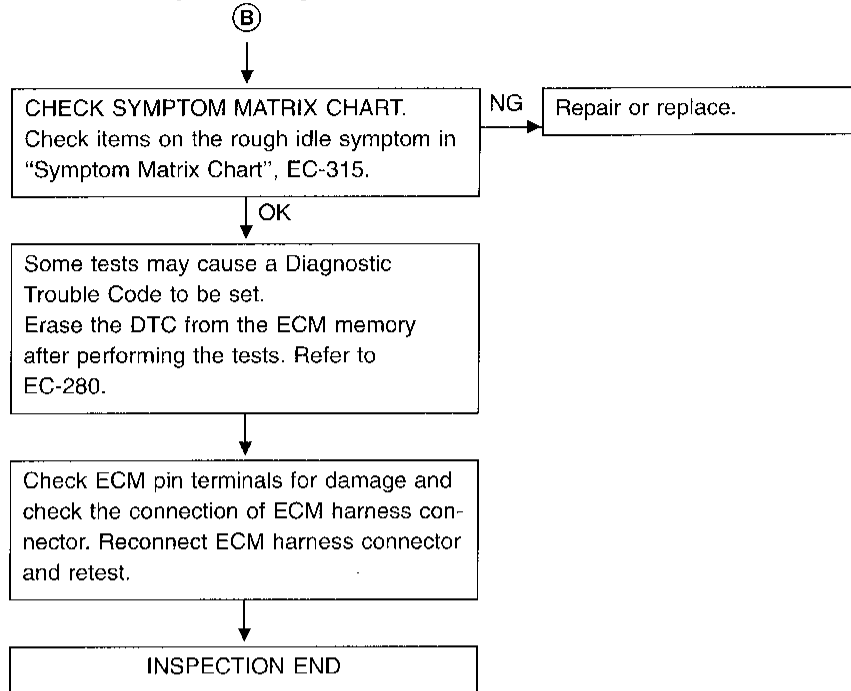 B
CHECK SYMPTOM MATRIX CHART.
Check items on the rough idle symptom in
“Symptom Matrix Chart”, EC-315.
NG
Repair or replace.
OK
Some tests may cause a Diagnostic
Trouble Code to be set.
Erase the DTC from the ECM memory
after performing the tests. Refer to
EC-280.
Check ECM pin terminals for damage and
check the connection of ECM harness con-
nector. Reconnect ECM harness connector
and retest.
INSPECTION END